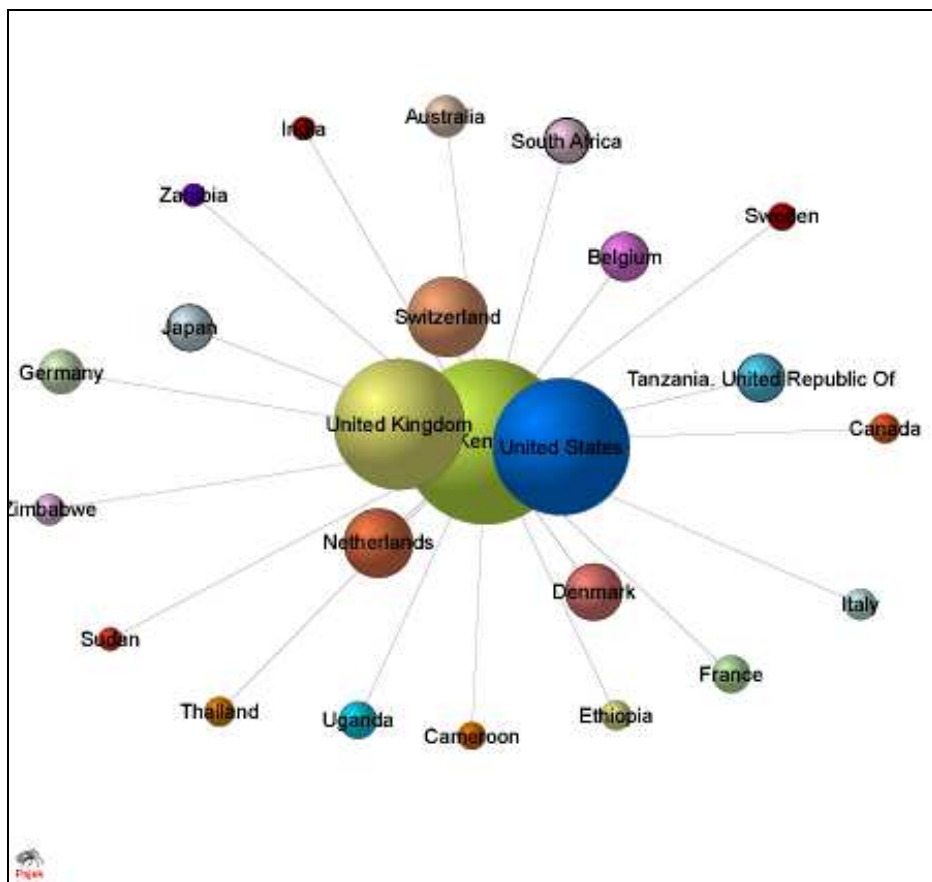 Australia
India
South Africa
Zambia
Sweden
Belgium
Switzerland
Japan
Germany
Tanzania, United Republic Of
United Kingdom
Canada
Ken
United States
Zimbabwe
Netherlands
Denmark
Italy
Sudan
France
Thailand
Uganda
Ethiopia
Cameroon
Pajek